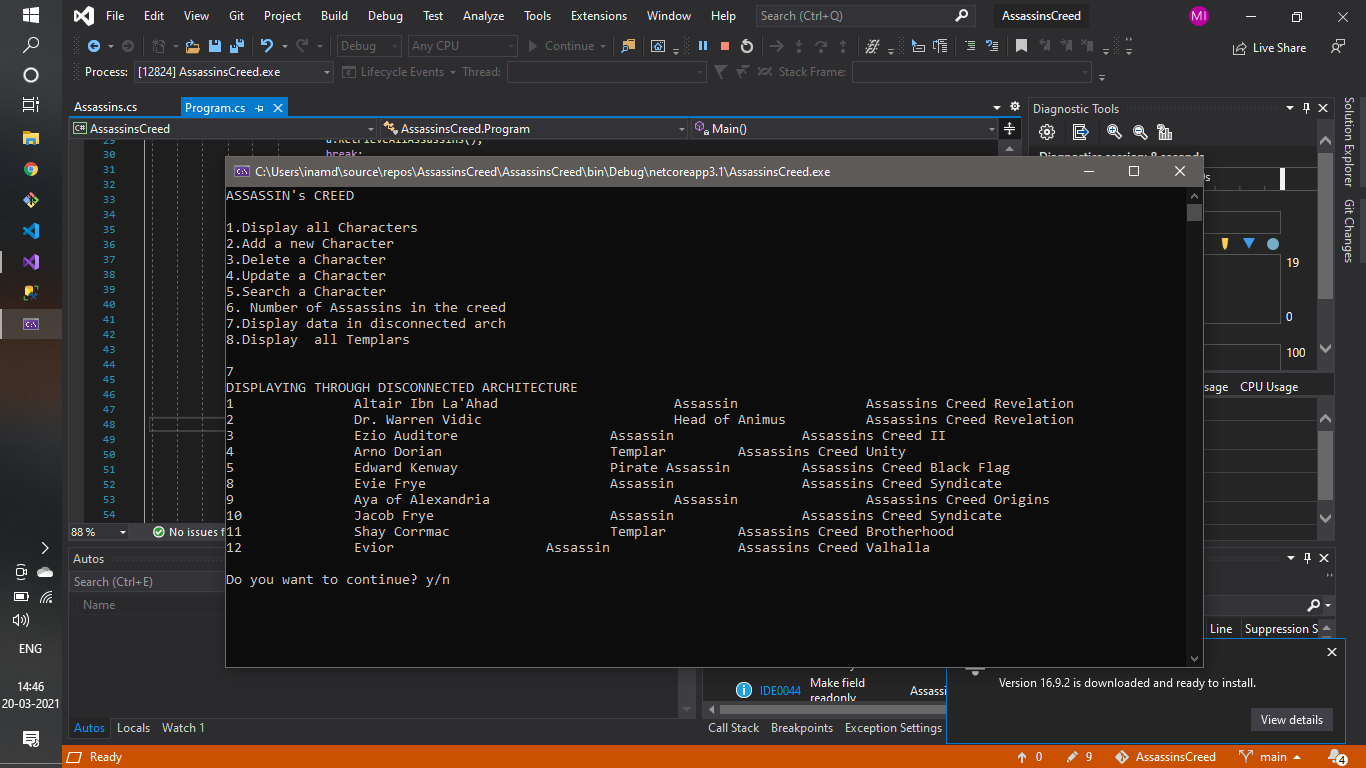 File Edit View Git Project Build Debug Test Analyze Tools Extensions Window Help Search (Ctrl+Q) AssassinsCreed MI
Debug Any CPU Continue Live Share
Process: [12824] AssassinsCreed.exe Lifecycle Events Thread: Stack Frame:
Assassins.cs Program.cs
Diagnostic Tools
C# AssassinsCreed AssassinsCreed.Program Main()
29 a.RetrieveAllAssassins();
30 break;
Diagnostics session: 8 seconds
31
32
33
34
35
36
37
38
39
40
41
42
43
44
45
46
47
48
49
50
51
52
53
54
C:\Users\inamd\source\repos\AssassinsCreed\AssassinsCreed\bin\Debug\netcoreapp3.1\AssassinsCreed.exe
ASSASSIN's CREED
1.Display all Characters
2.Add a new Character
3.Delete a Character
4.Update a Character
5.Search a Character
6. Number of Assassins in the creed
7.Display data in disconnected arch
8.Display  all Templars
7
DISPLAYING THROUGH DISCONNECTED ARCHITECTURE
1 Altair Ibn La'Ahad Assassin Assassins Creed Revelation
2 Dr. Warren Vidic Head of Animus Assassins Creed Revelation
3 Ezio Auditore Assassin Assassins Creed II
4 Arno Dorian Templar Assassins Creed Unity
5 Edward Kenway Pirate Assassin Assassins Creed Black Flag
8 Evie Frye Assassin Assassins Creed Syndicate
9 Aya of Alexandria Assassin Assassins Creed Origins
10 Jacob Frye Assassin Assassins Creed Syndicate
11 Shay Corrmac Templar Assassins Creed Brotherhood
12 Evior Assassin Assassins Creed Valhalla
Do you want to continue? y/n
19
0
100
CPU Usage
Solution Explorer
Git Changes
88 % No issues f
Autos
Search (Ctrl+E)
Name
Line Suppression S
IDE0044 Make field readonly Assassi
Version 16.9.2 is downloaded and ready to install.
View details
Autos Locals Watch 1
Call Stack Breakpoints Exception Settings
ENG
14:46
20-03-2021
Ready 0 9 AssassinsCreed main 4